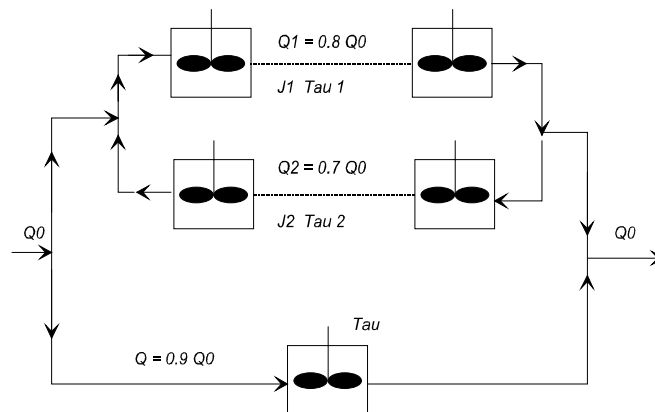 Q1 = 0.8 Q0
J1 Tau 1
Q2 = 0.7 Q0
J2 Tau 2
Q0
Q0
Tau
Q = 0.9 Q0